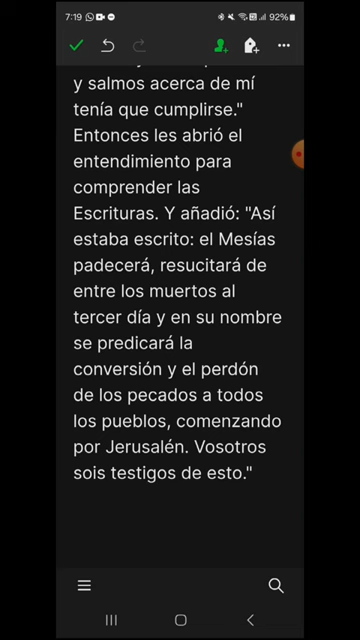 7:19
92%
y salmos acerca de mí
tenía que cumplirse."
Entonces les abrió el
entendimiento para
comprender las
Escrituras. Y añadió: "Así
estaba escrito: el Mesías
padecerá, resucitará de
entre los muertos al
tercer día y en su nombre
se predicará la
conversión y el perdón
de los pecados a todos
los pueblos, comenzando
por Jerusalén. Vosotros
sois testigos de esto."